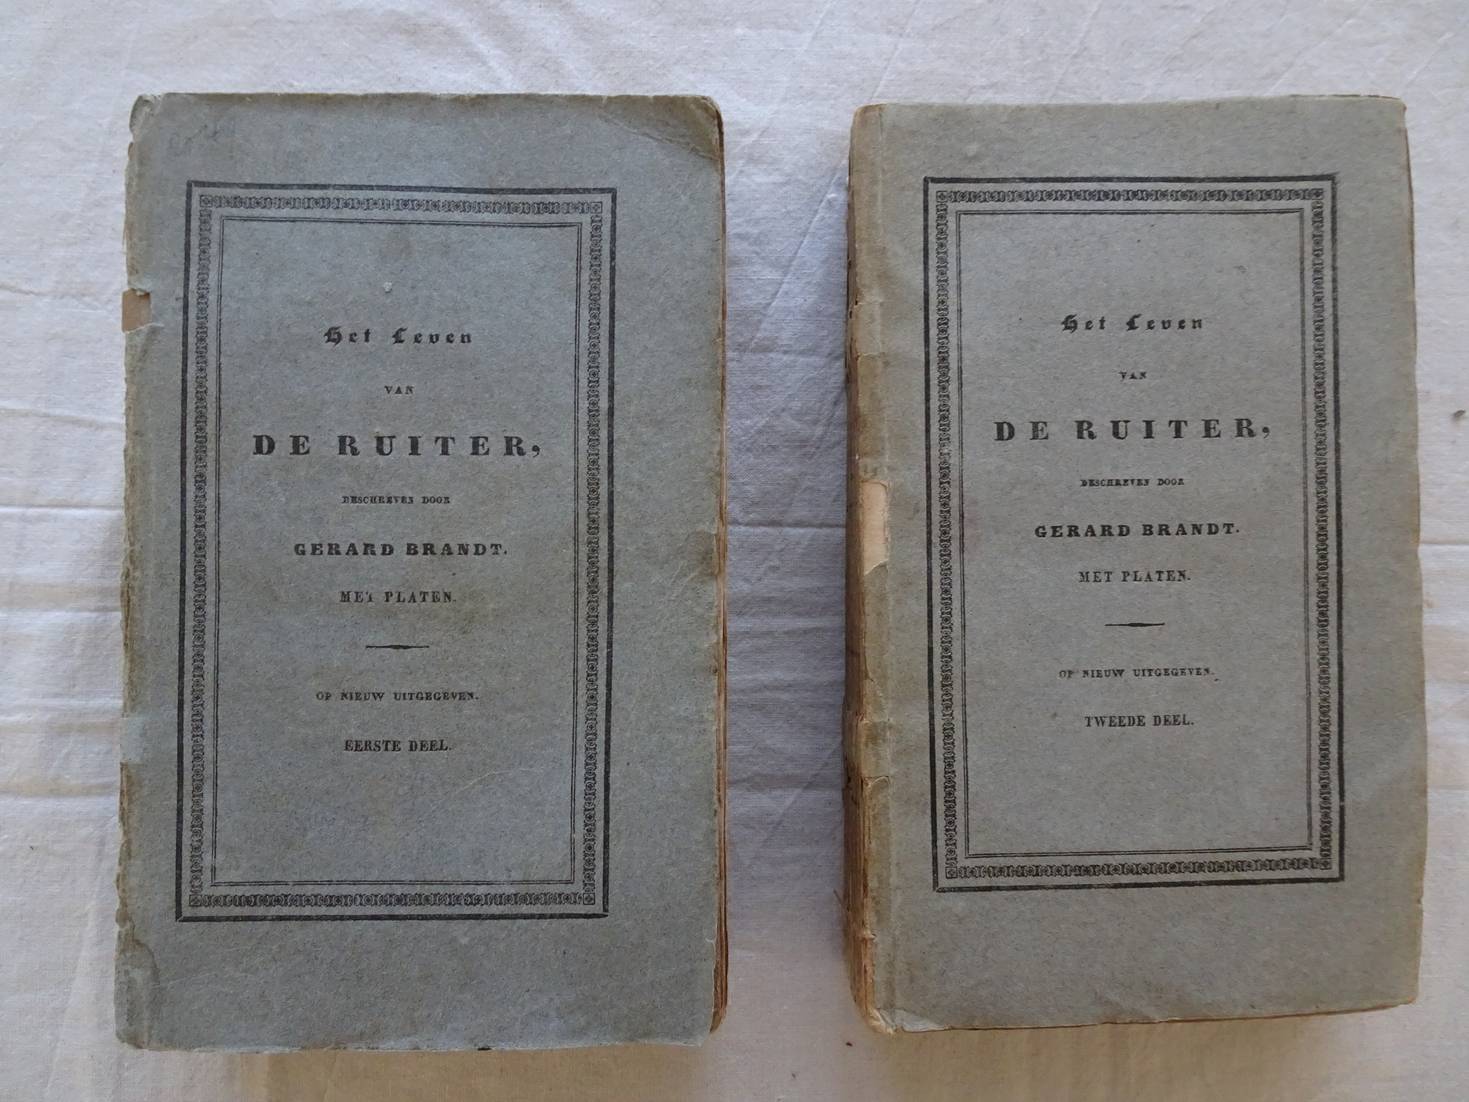 Het Leven
VAN
DE RUITER,
BESCHREVEN DOOR
GERARD BRANDT.
MET PLATEN.
OP NIEUW UITGEGEVEN.
EERSTE DEEL.
Het Leven
VAN
DE RUITER,
BESCHREVEN DOOR
GERARD BRANDT.
MET PLATEN.
OP NIEUW UITGEGEVEN.
TWEEDE DEEL.